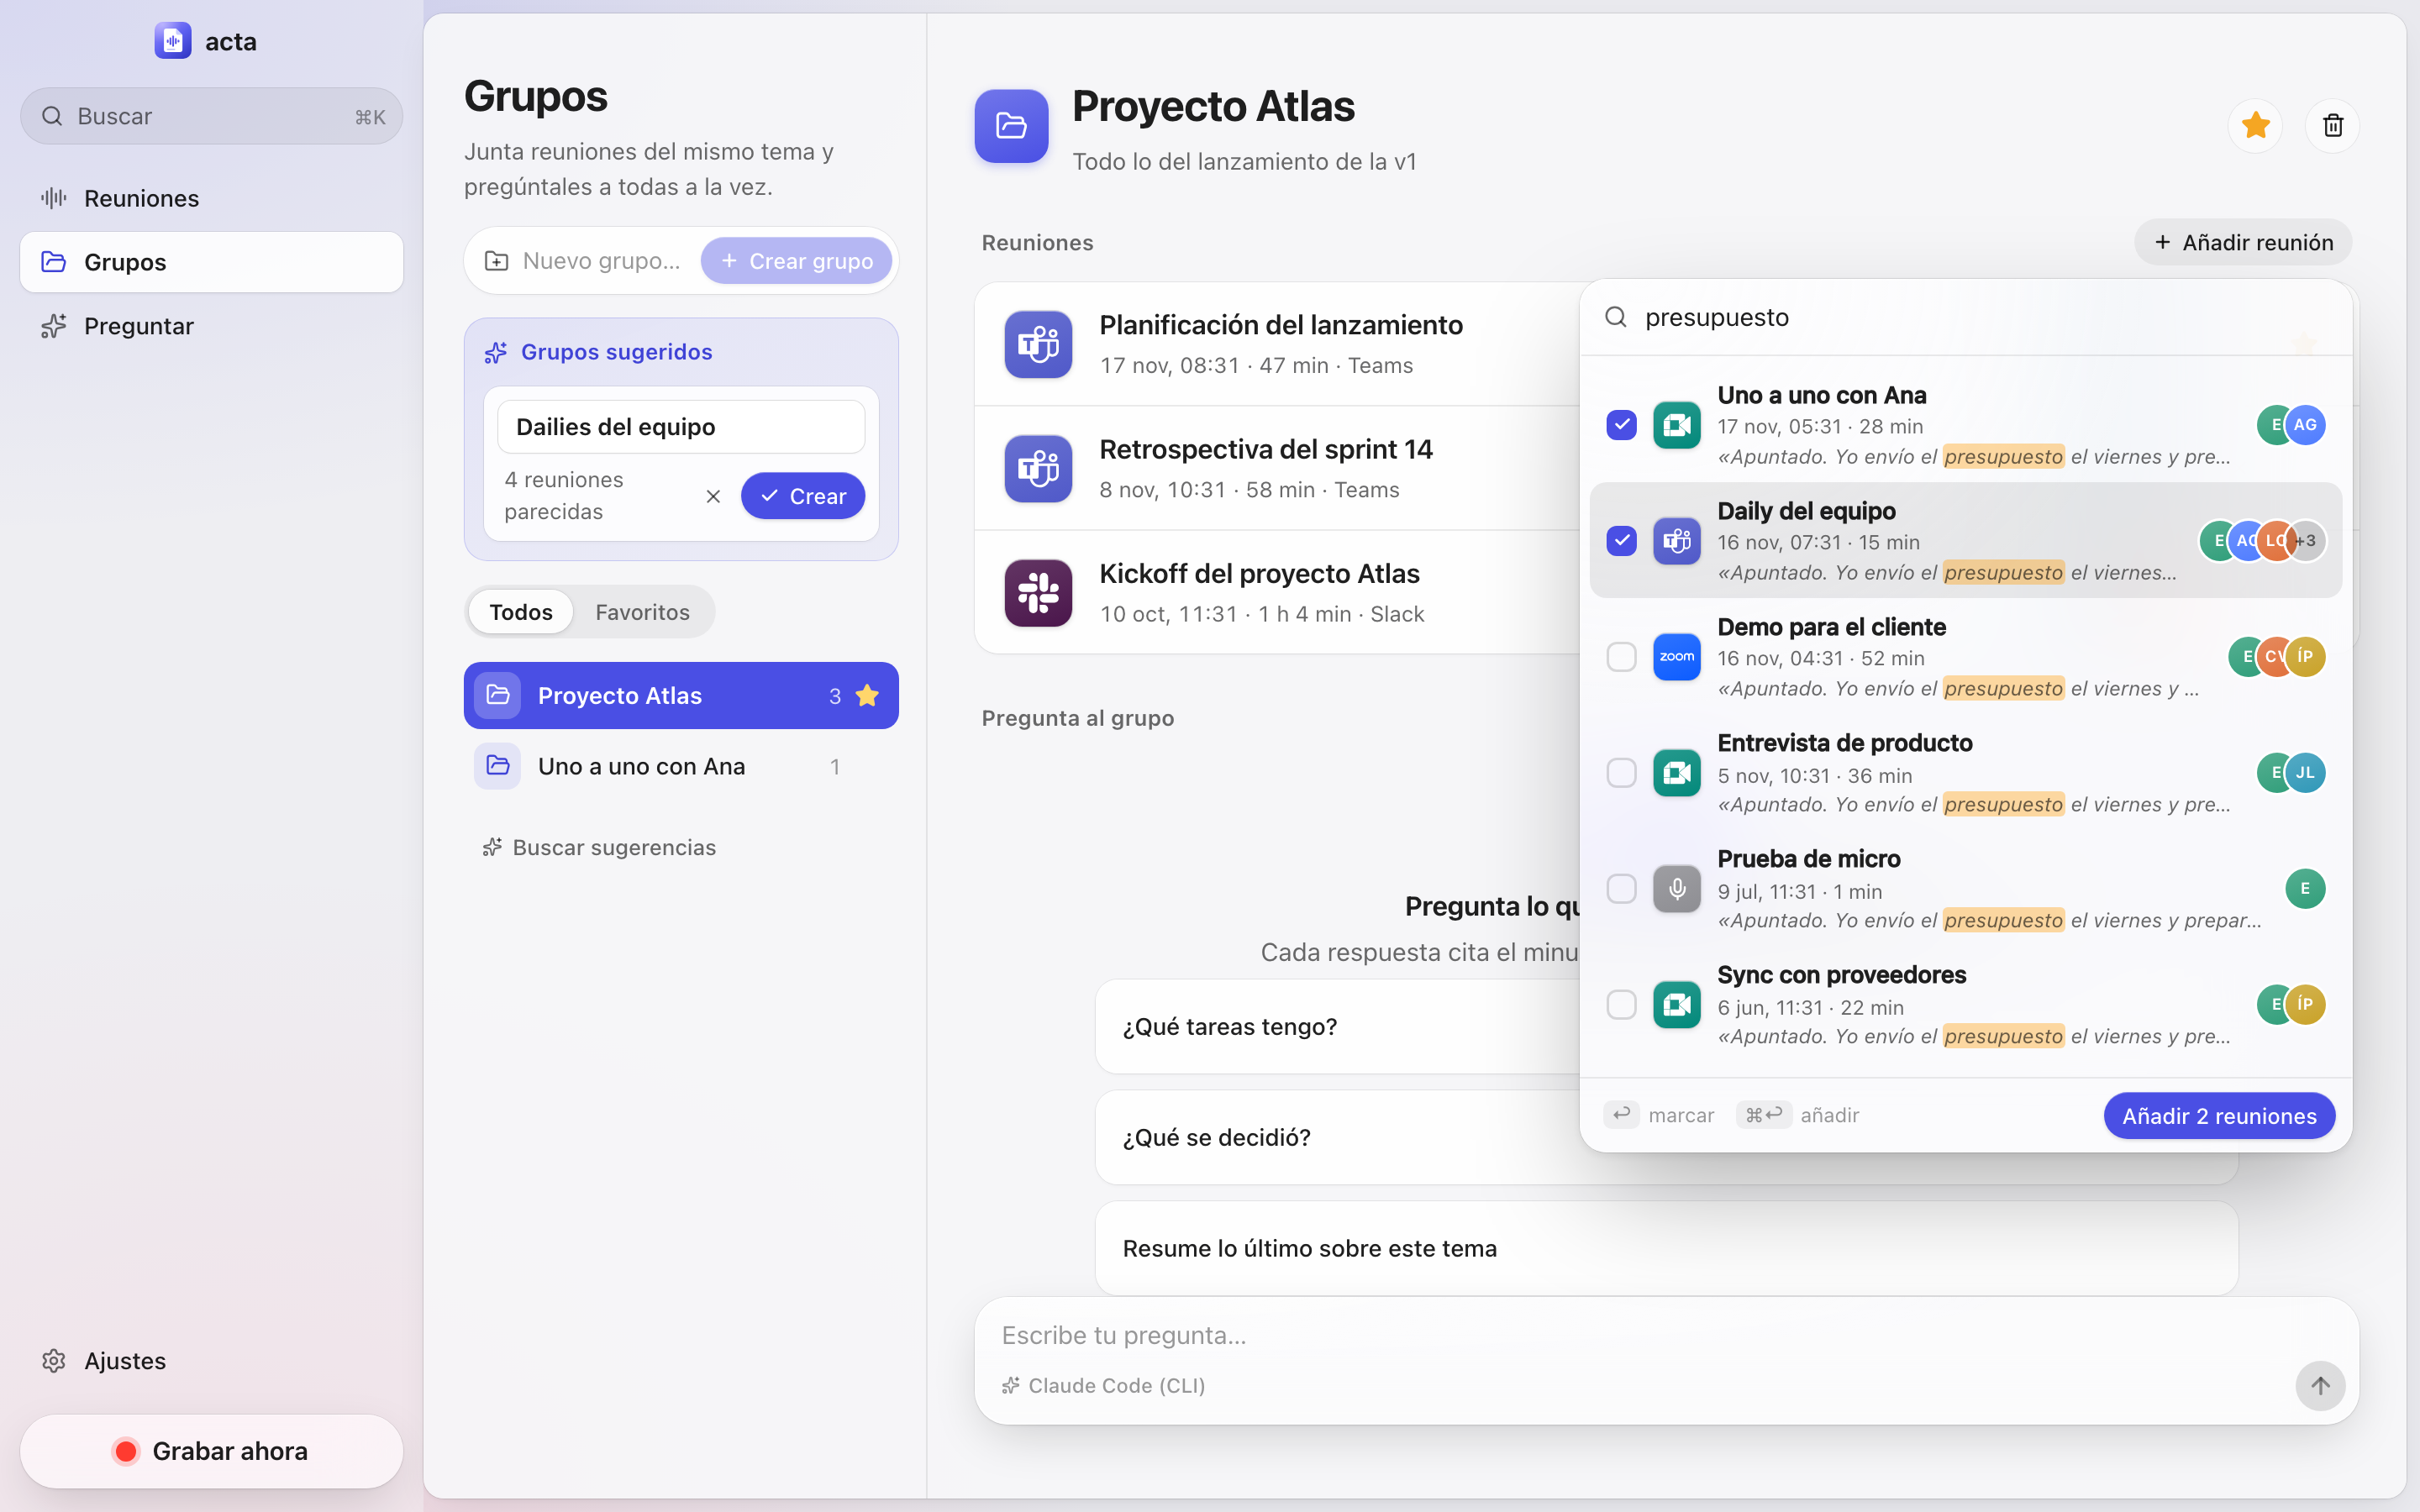 acta
Buscar ⌘K
Reuniones
Grupos
Preguntar
Ajustes
Grabar ahora
Grupos
Junta reuniones del mismo tema y
pregúntales a todas a la vez.
Nuevo grupo... + Crear grupo
Grupos sugeridos
Dailies del equipo
4 reuniones
parecidas
Crear
Todos Favoritos
Proyecto Atlas 3
Uno a uno con Ana 1
Buscar sugerencias
Proyecto Atlas
Todo lo del lanzamiento de la v1
Reuniones
+ Añadir reunión
Planificación del lanzamiento
17 nov, 08:31 · 47 min · Teams
Retrospectiva del sprint 14
8 nov, 10:31 · 58 min · Teams
Kickoff del proyecto Atlas
10 oct, 11:31 · 1 h 4 min · Slack
Pregunta al grupo
Pregunta lo
Cada respuesta cita el
¿Qué tareas tengo?
¿Qué se decidió?
Resume lo último sobre este tema
Escribe tu pregunta...
Claude Code (CLI)
presupuesto
Uno a uno con Ana
17 nov, 05:31 · 28 min
«Apuntado. Yo envío el presupuesto el viernes y pre...
E AG
Daily del equipo
16 nov, 07:31 · 15 min
«Apuntado. Yo envío el presupuesto el viernes...
E +3
Demo para el cliente
16 nov, 04:31 · 52 min
«Apuntado. Yo envío el presupuesto el viernes y ...
zoom
E CV ÍP
Entrevista de producto
5 nov, 10:31 · 36 min
«Apuntado. Yo envío el presupuesto el viernes y pre...
E JL
Prueba de micro
9 jul, 11:31 · 1 min
«Apuntado. Yo envío el presupuesto el viernes y prepar...
E
Sync con proveedores
6 jun, 11:31 · 22 min
«Apuntado. Yo envío el presupuesto el viernes y pre...
E ÍP
↩ marcar ⌘↩ añadir
Añadir 2 reuniones